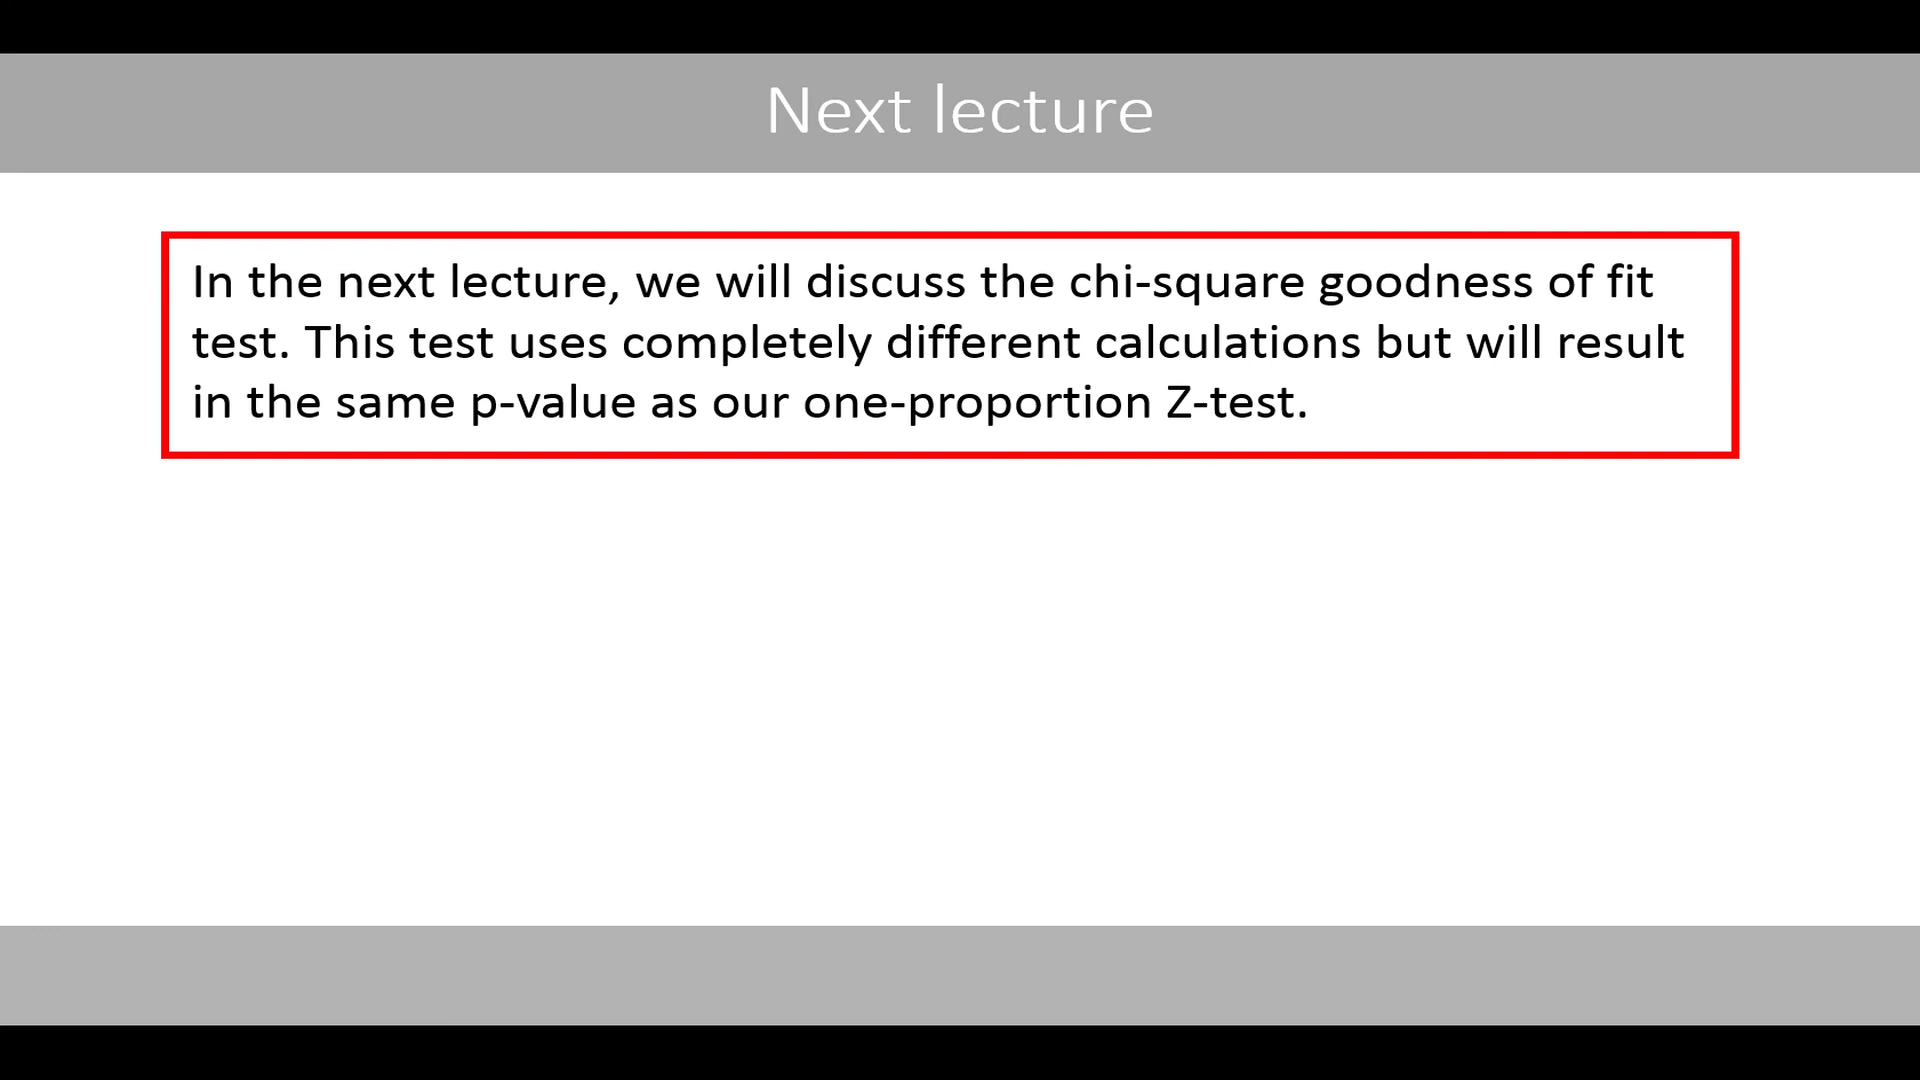 Next lecture
In the next lecture, we will discuss the chi-square goodness of fit
test. This test uses completely different calculations but will result
in the same p-value as our one-proportion Z-test.